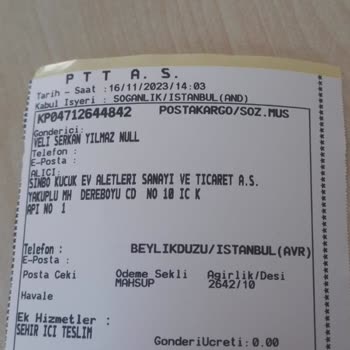 P T T A. S.
Tarih - Saat :16/11/2023/14:03
Kabul Isyeri : SOGANLIK/ISTANBUL(AND)
KP04712644842 POSTAKARGO/SOZ.MUS
Gonderici:
VELI SERKAN YILMAZ NULL
Telefon :
E-Posta :
ALICI:
SINBO KUCUK EV ALETLERI SANAYI VE TICARET A.S.
YAKUPLU MH DEREBOYU CD NO 10 IC K
API NO 1
Telefon : BEYLIKDUZU/ISTANBUL(AVR)
E-Posta :
Posta Ceki Odeme Sekli Agirlik/Desi
MAHSUP 2642/10
Havale
Ek Hizmetler :
SEHIR ICI TESLIM
GonderiUcreti: 0.00